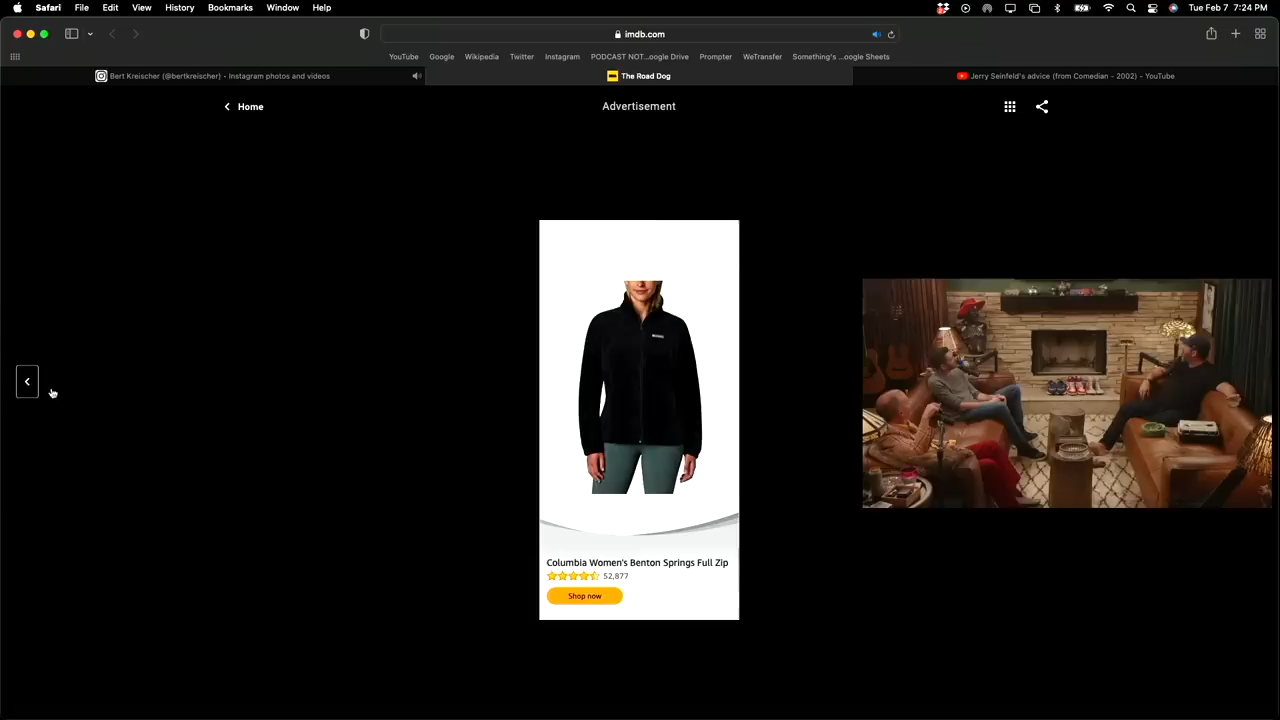 Safari File Edit View History Bookmarks Window Help Tue Feb 7 7:24 PM
imdb.com
YouTube Google Wikipedia Twitter Instagram PODCAST NOT...oogle Drive Prompter WeTransfer Something's ...oogle Sheets
Bert Kreischer (@bertkreischer) • Instagram photos and videos The Road Dog Jerry Seinfeld's advice (from Comedian - 2002) - YouTube
Home Advertisement
Columbia Women's Benton Springs Full Zip
52,877
Shop now